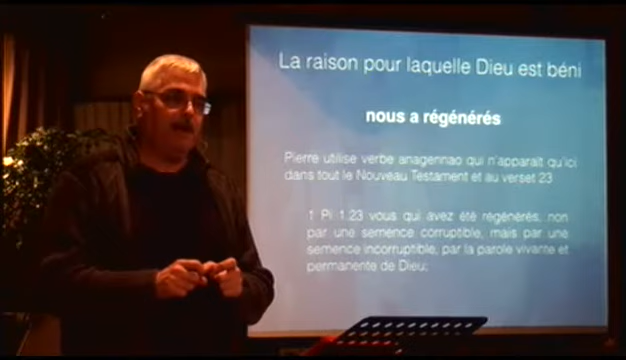 La raison pour laquelle Dieu est béni
nous a régénérés
Pierre utilise verbe anagennao qui n'apparaît qu'ici
dans tout le Nouveau Testament et au verset 23
1 Pi 1.23 vous qui avez été régénérés, non
par une semence corruptible, mais par une
semence incorruptible, par la parole vivante et
permanente de Dieu;